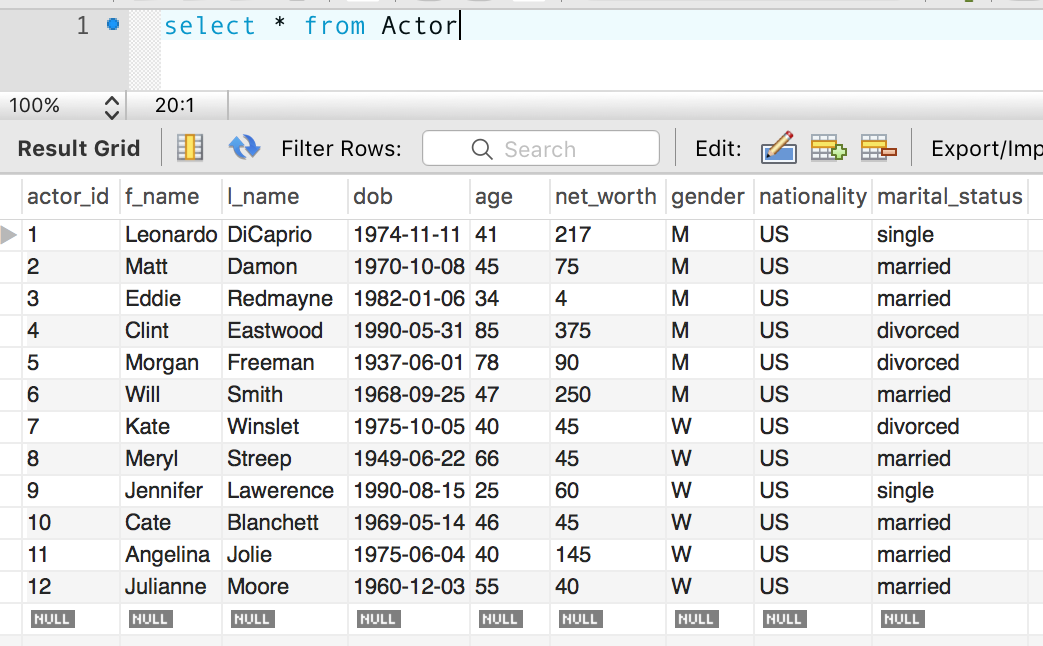 1 select * from Actor
100% 20:1
Result Grid Filter Rows: Search Edit: Export/Imp
actor_id f_name l_name dob age net_worth gender nationality marital_status
1 Leonardo DiCaprio 1974-11-11 41 217 M US single
2 Matt Damon 1970-10-08 45 75 M US married
3 Eddie Redmayne 1982-01-06 34 4 M US married
4 Clint Eastwood 1990-05-31 85 375 M US divorced
5 Morgan Freeman 1937-06-01 78 90 M US divorced
6 Will Smith 1968-09-25 47 250 M US married
7 Kate Winslet 1975-10-05 40 45 W US divorced
8 Meryl Streep 1949-06-22 66 45 W US married
9 Jennifer Lawerence 1990-08-15 25 60 W US single
10 Cate Blanchett 1969-05-14 46 45 W US married
11 Angelina Jolie 1975-06-04 40 145 W US married
12 Julianne Moore 1960-12-03 55 40 W US married
NULL NULL NULL NULL NULL NULL NULL NULL NULL